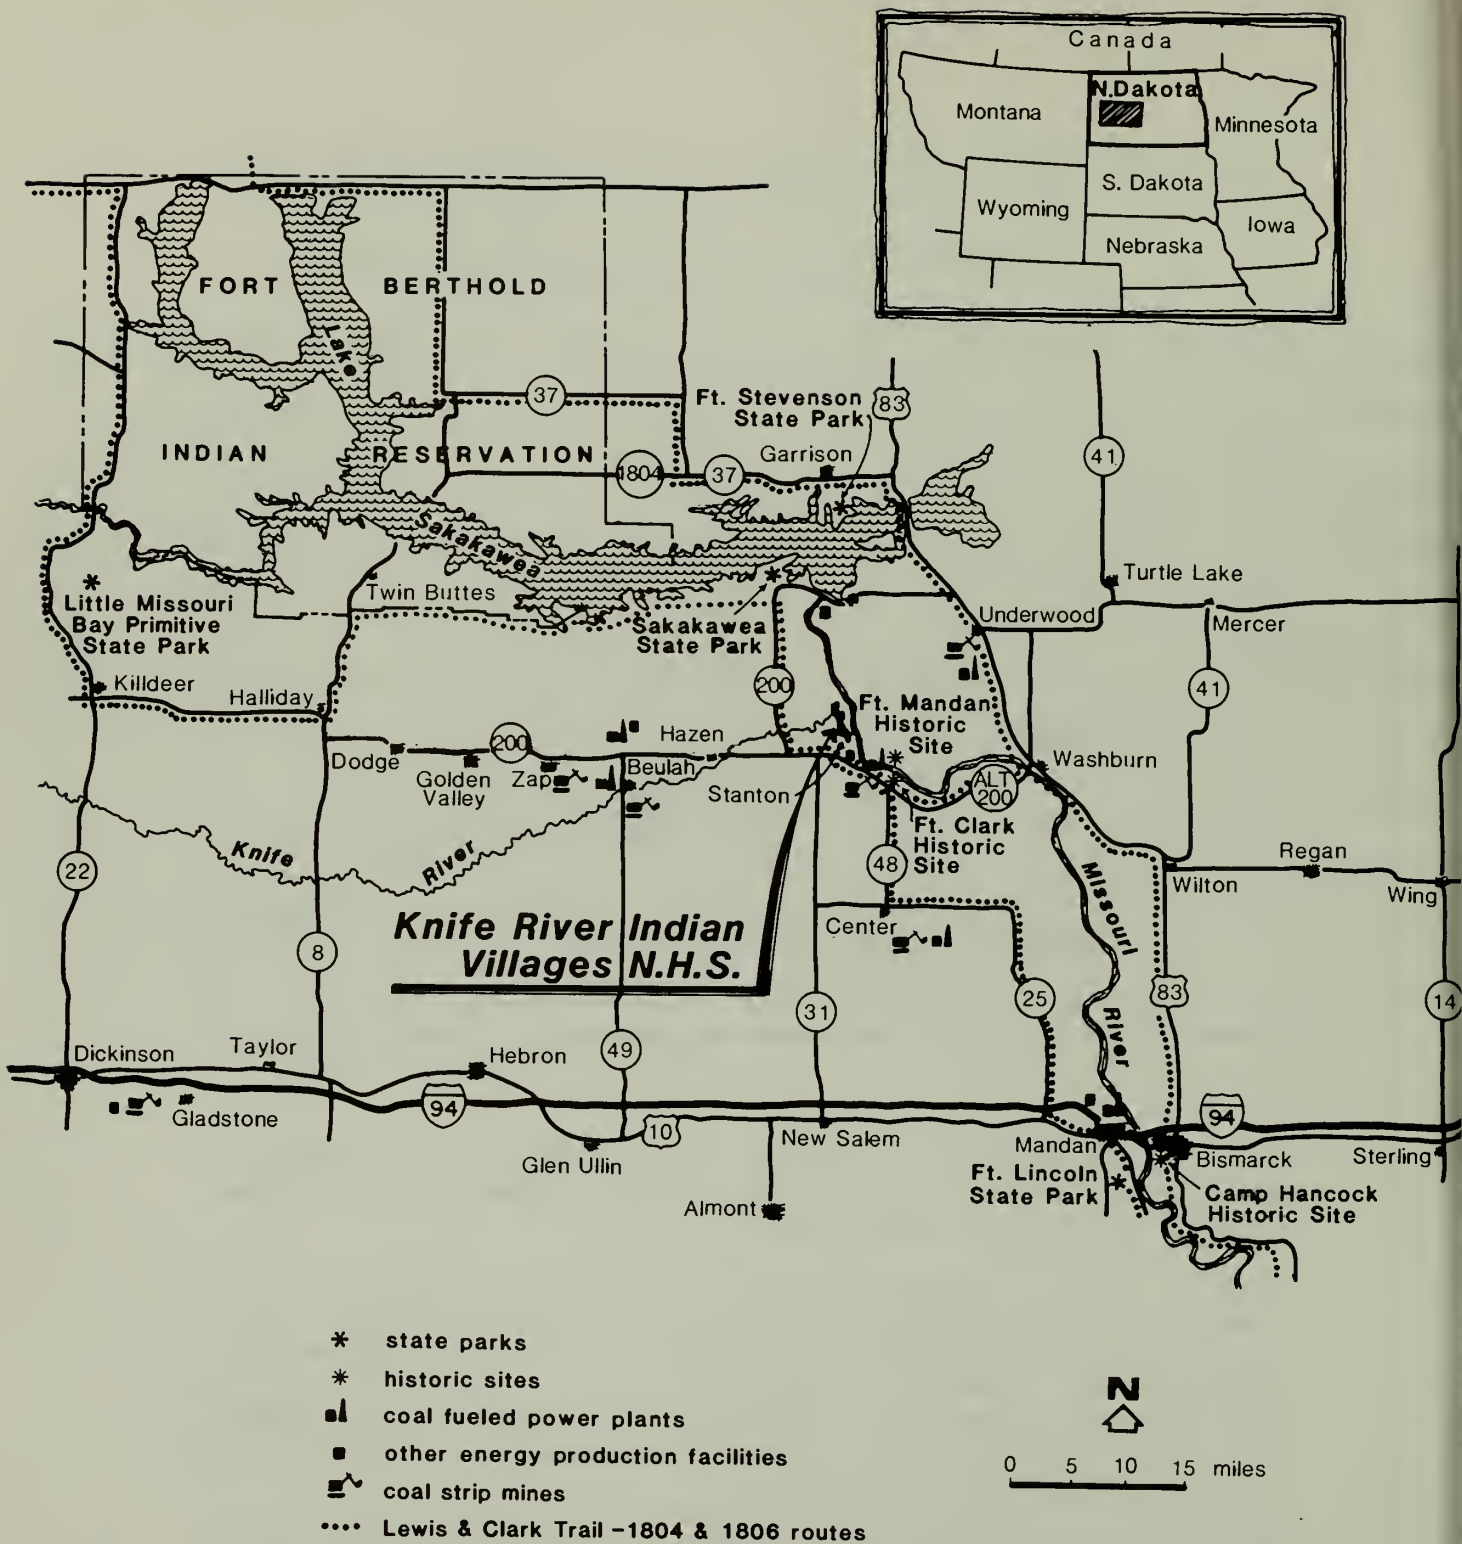 Canada
N.Dakota
Montana
Minnesota
S. Dakota
Wyoming
Iowa
Nebraska
FORT BERTHOLD
INDIAN RESERVATION
Lake
Sakakawea
37
1804
37
Ft. Stevenson
State Park
83
Garrison
41
Twin Buttes
Little Missouri
Bay Primitive
State Park
Sakakawea
State Park
Turtle Lake
Underwood
Mercer
Killdeer
Halliday
200
41
Ft. Mandan
Historic
Site
200
Hazen
Dodge
Golden
Valley
Zap
Beulah
Stanton
Washburn
ALT
200
Ft. Clark
Historic
Site
Knife
River
22
48
Missouri
River
Regan
Wilton
Wing
Knife River Indian
Villages N.H.S.
Center
8
31
25
83
14
49
Dickinson
Taylor
Hebron
Gladstone
94
10
94
Glen Ullin
New Salem
Mandan
Bismarck
Sterling
Almont
Ft. Lincoln
State Park
Camp Hancock
Historic Site
state parks
historic sites
coal fueled power plants
other energy production facilities
coal strip mines
Lewis & Clark Trail -1804 & 1806 routes
N
0 5 10 15 miles